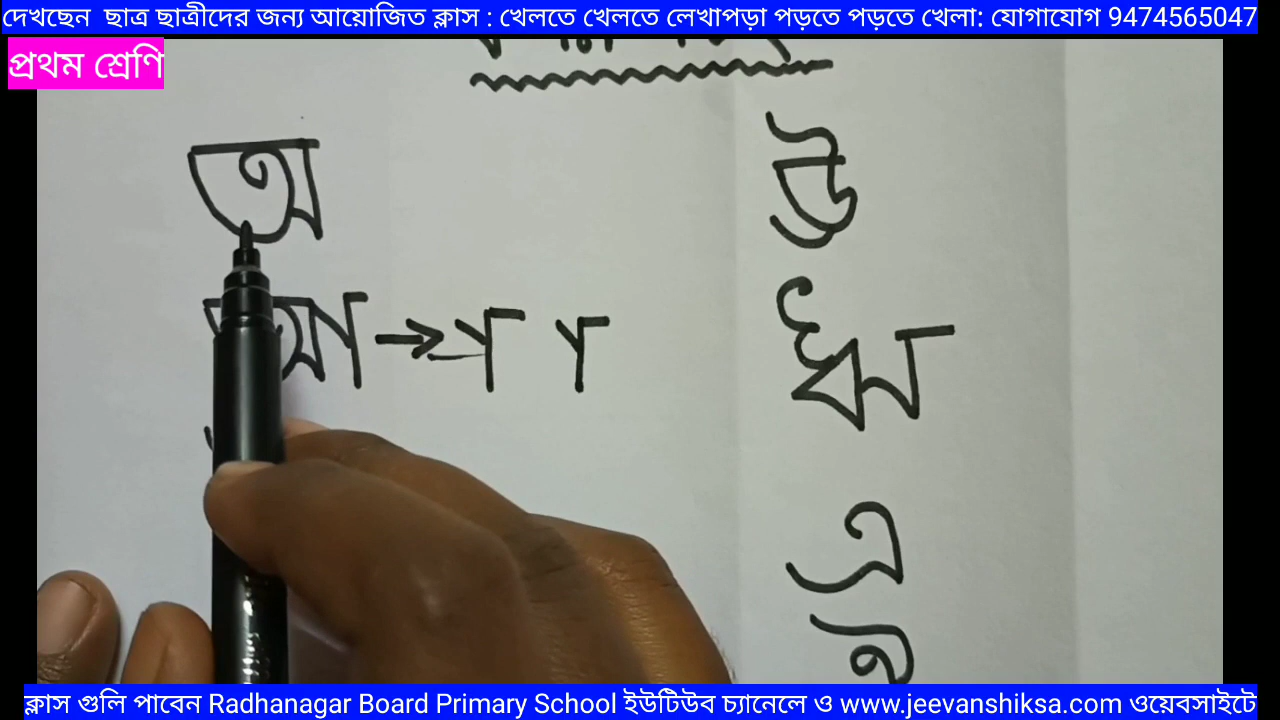 দেখছেন ছাত্র ছাত্রীদের জন্য আয়োজিত ক্লাস : খেলতে খেলতে লেখাপড়া পড়তে পড়তে খেলা: যোগাযোগ 9474565047
প্রথম শ্রেণি
অ
আ → া া
উ
ঋ
এ
ক্লাস গুলি পাবেন Radhanagar Board Primary School ইউটিউব চ্যানেলে ও www.jeevanshiksa.com ওয়েবসাইটে